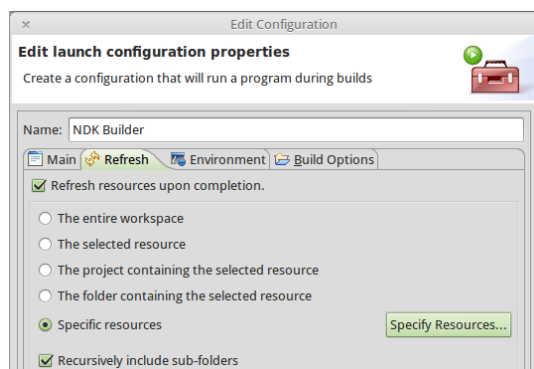 Edit Configuration
Edit launch configuration properties
Create a configuration that will run a program during builds
Name: NDK Builder
Main Refresh Environment Build Options
Refresh resources upon completion.
The entire workspace
The selected resource
The project containing the selected resource
The folder containing the selected resource
Specific resources Specify Resources...
Recursively include sub-folders